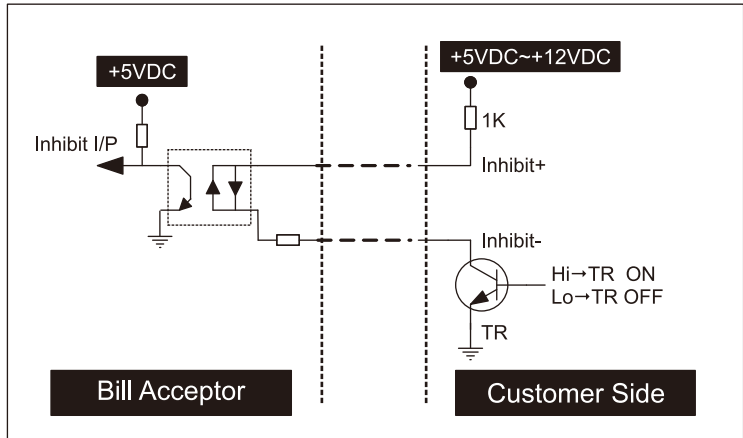 +5VDC
+5VDC~+12VDC
1K
Inhibit I/P
Inhibit+
Inhibit-
Hi→TR ON
Lo→TR OFF
TR
Bill Acceptor
Customer Side